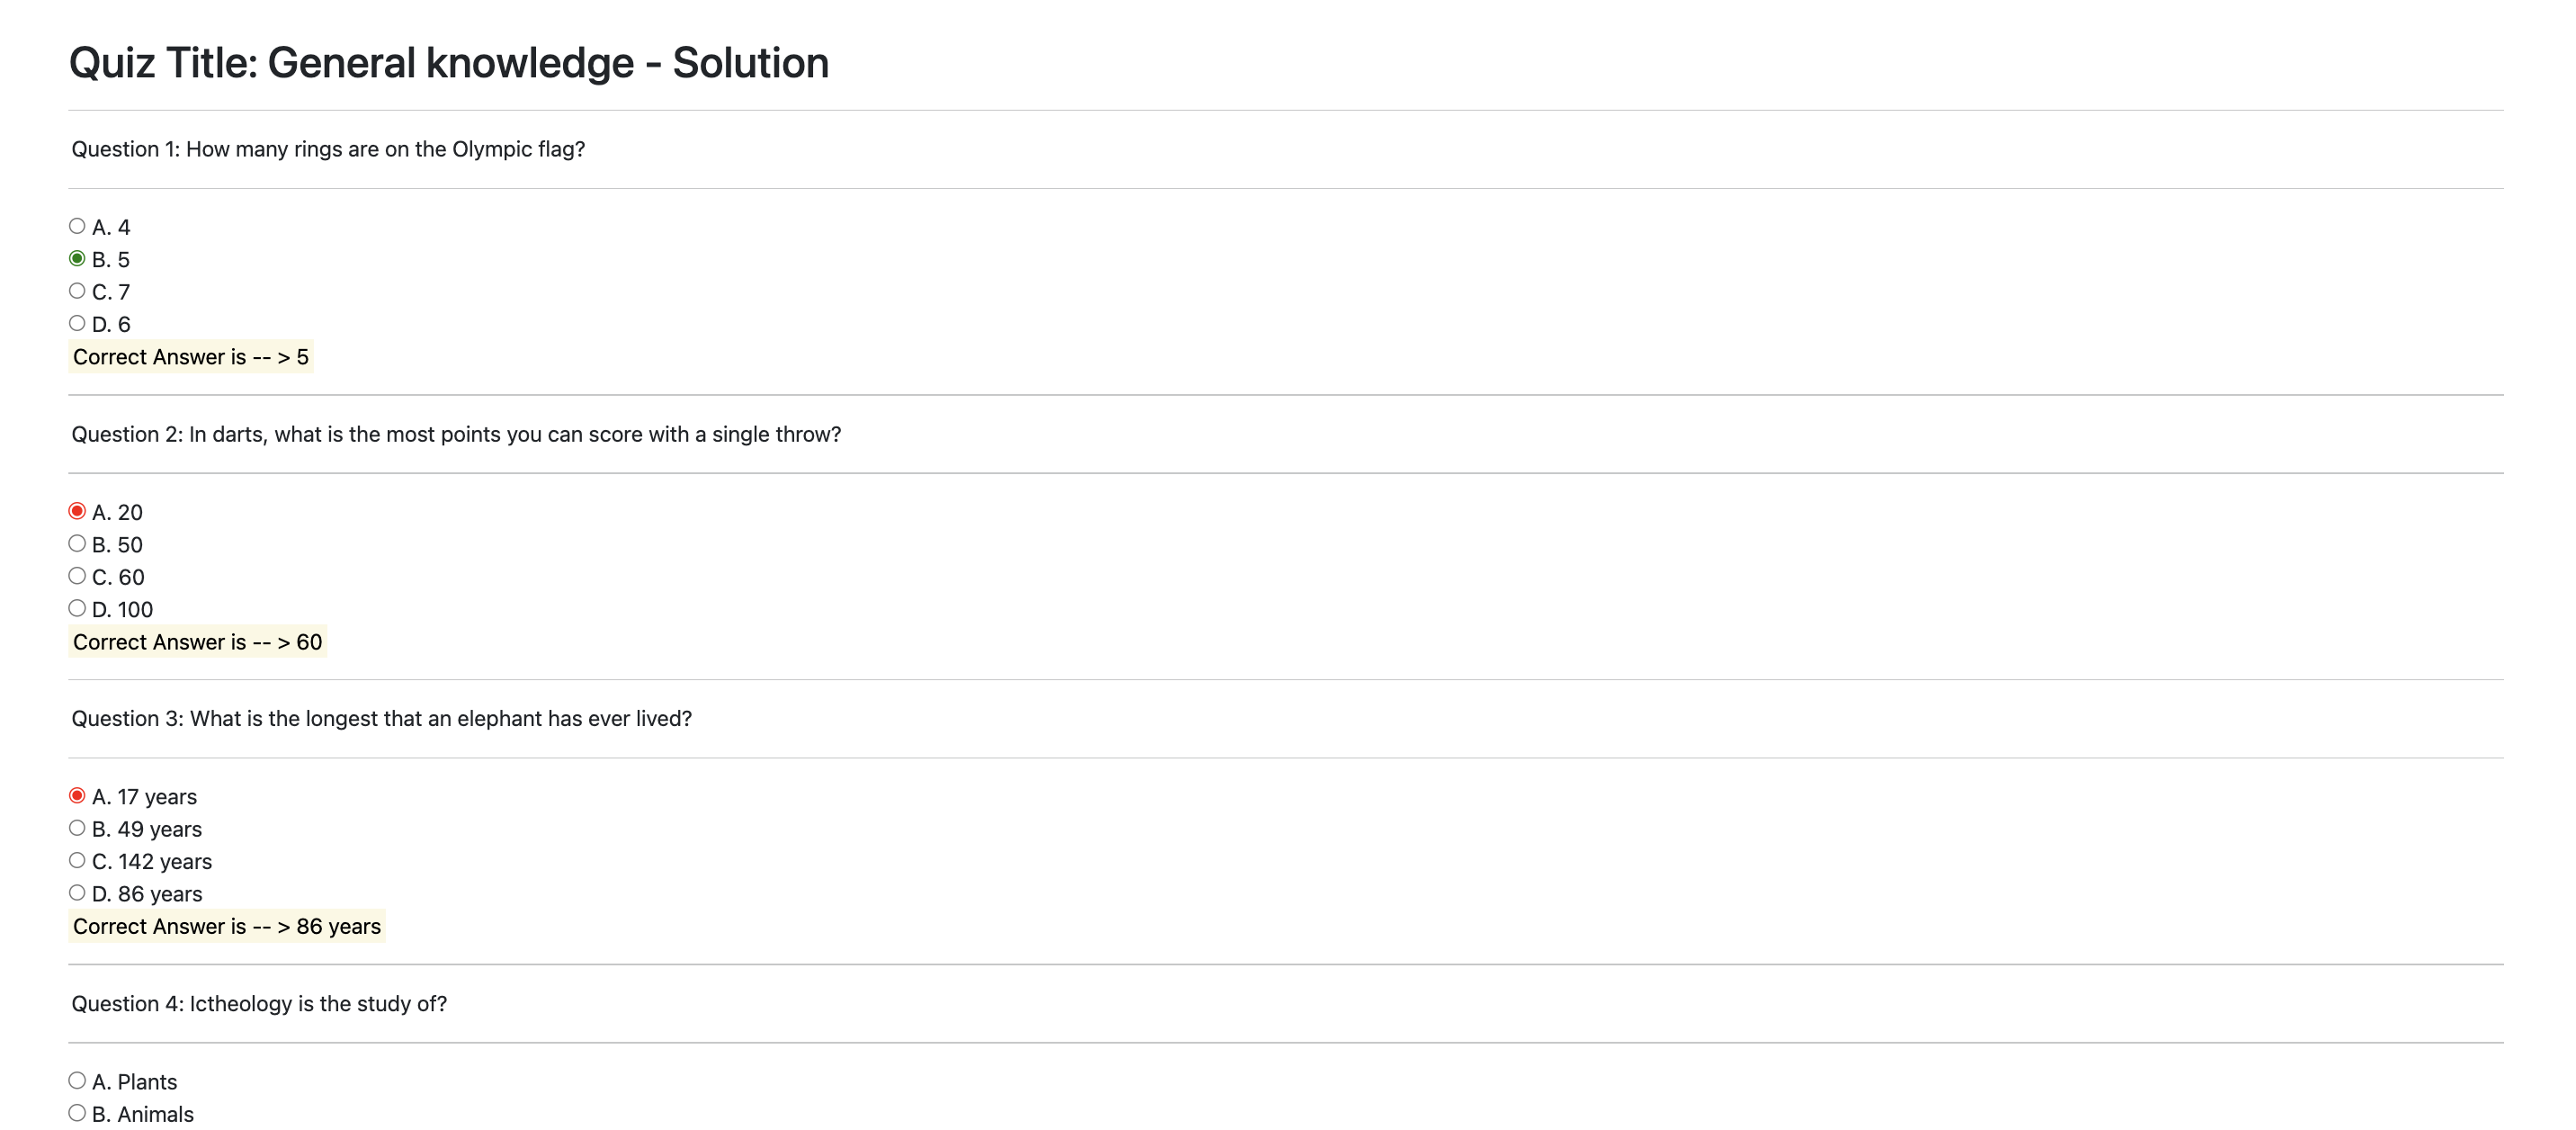 Quiz Title: General knowledge - Solution
Question 1: How many rings are on the Olympic flag?
A. 4
B. 5
C. 7
D. 6
Correct Answer is -- > 5
Question 2: In darts, what is the most points you can score with a single throw?
A. 20
B. 50
C. 60
D. 100
Correct Answer is -- > 60
Question 3: What is the longest that an elephant has ever lived?
A. 17 years
B. 49 years
C. 142 years
D. 86 years
Correct Answer is -- > 86 years
Question 4: Ictheology is the study of?
A. Plants
B. Animals